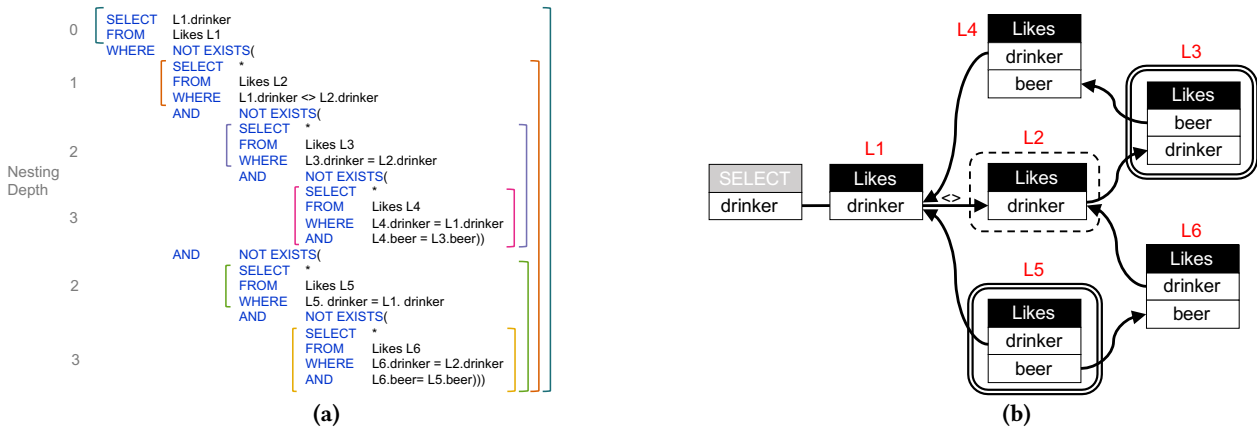 0
SELECT L1.drinker
FROM Likes L1
WHERE NOT EXISTS(
1
SELECT *
FROM Likes L2
WHERE L1.drinker <> L2.drinker
AND NOT EXISTS(
2
SELECT *
FROM Likes L3
WHERE L3.drinker = L2.drinker
AND NOT EXISTS(
Nesting
Depth
3
SELECT *
FROM Likes L4
WHERE L4.drinker = L1.drinker
AND L4.beer = L3.beer))
AND NOT EXISTS(
2
SELECT *
FROM Likes L5
WHERE L5. drinker = L1. drinker
AND NOT EXISTS(
3
SELECT *
FROM Likes L6
WHERE L6.drinker = L2.drinker
AND L6.beer= L5.beer)))
(a)
SELECT
drinker
L1
Likes
drinker
<>
L4
Likes
drinker
beer
L2
Likes
drinker
L3
Likes
beer
drinker
L5
Likes
drinker
beer
L6
Likes
drinker
beer
(b)